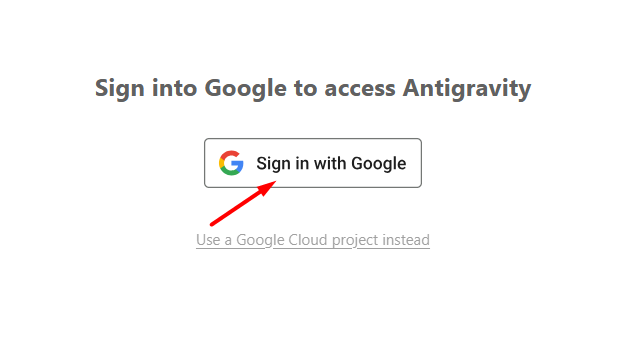 Sign into Google to access Antigravity
Sign in with Google
Use a Google Cloud project instead